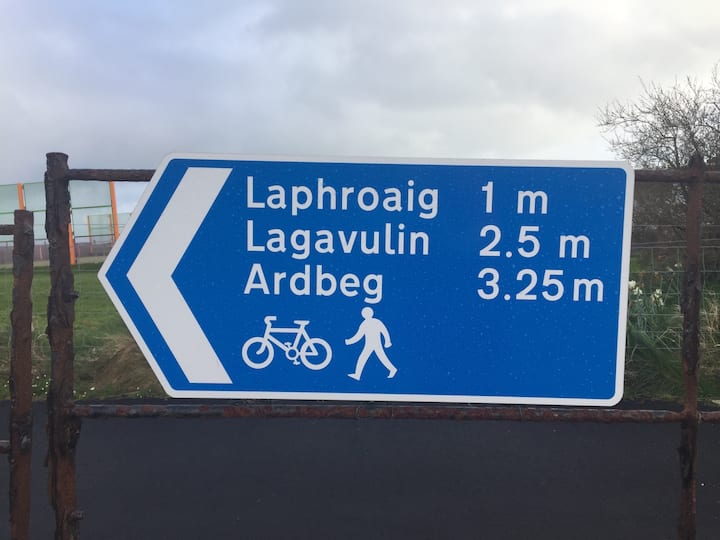 Laphroaig 1 m
Lagavulin 2.5 m
Ardbeg 3.25 m